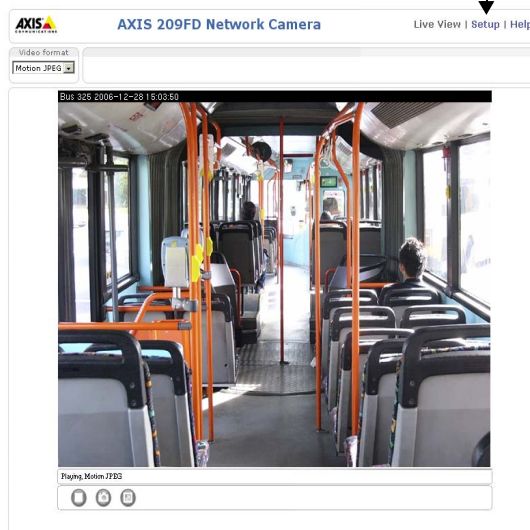 AXIS
COMMUNICATIONS
AXIS 209FD Network Camera
Live View | Setup | Help
Video format
Motion JPEG
Bus 325 2006-12-28 15:03:50
Playing, Motion JPEG